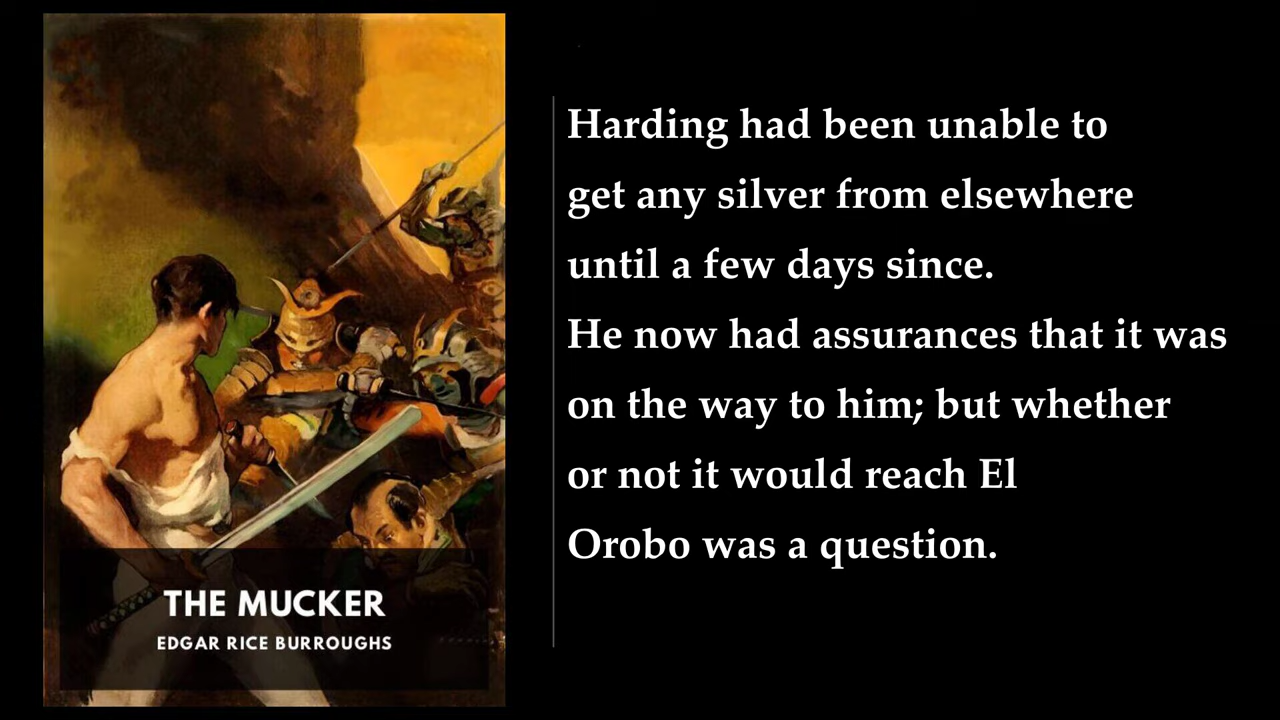 THE MUCKER
EDGAR RICE BURROUGHS
Harding had been unable to
get any silver from elsewhere
until a few days since.
He now had assurances that it was
on the way to him; but whether
or not it would reach El
Orobo was a question.